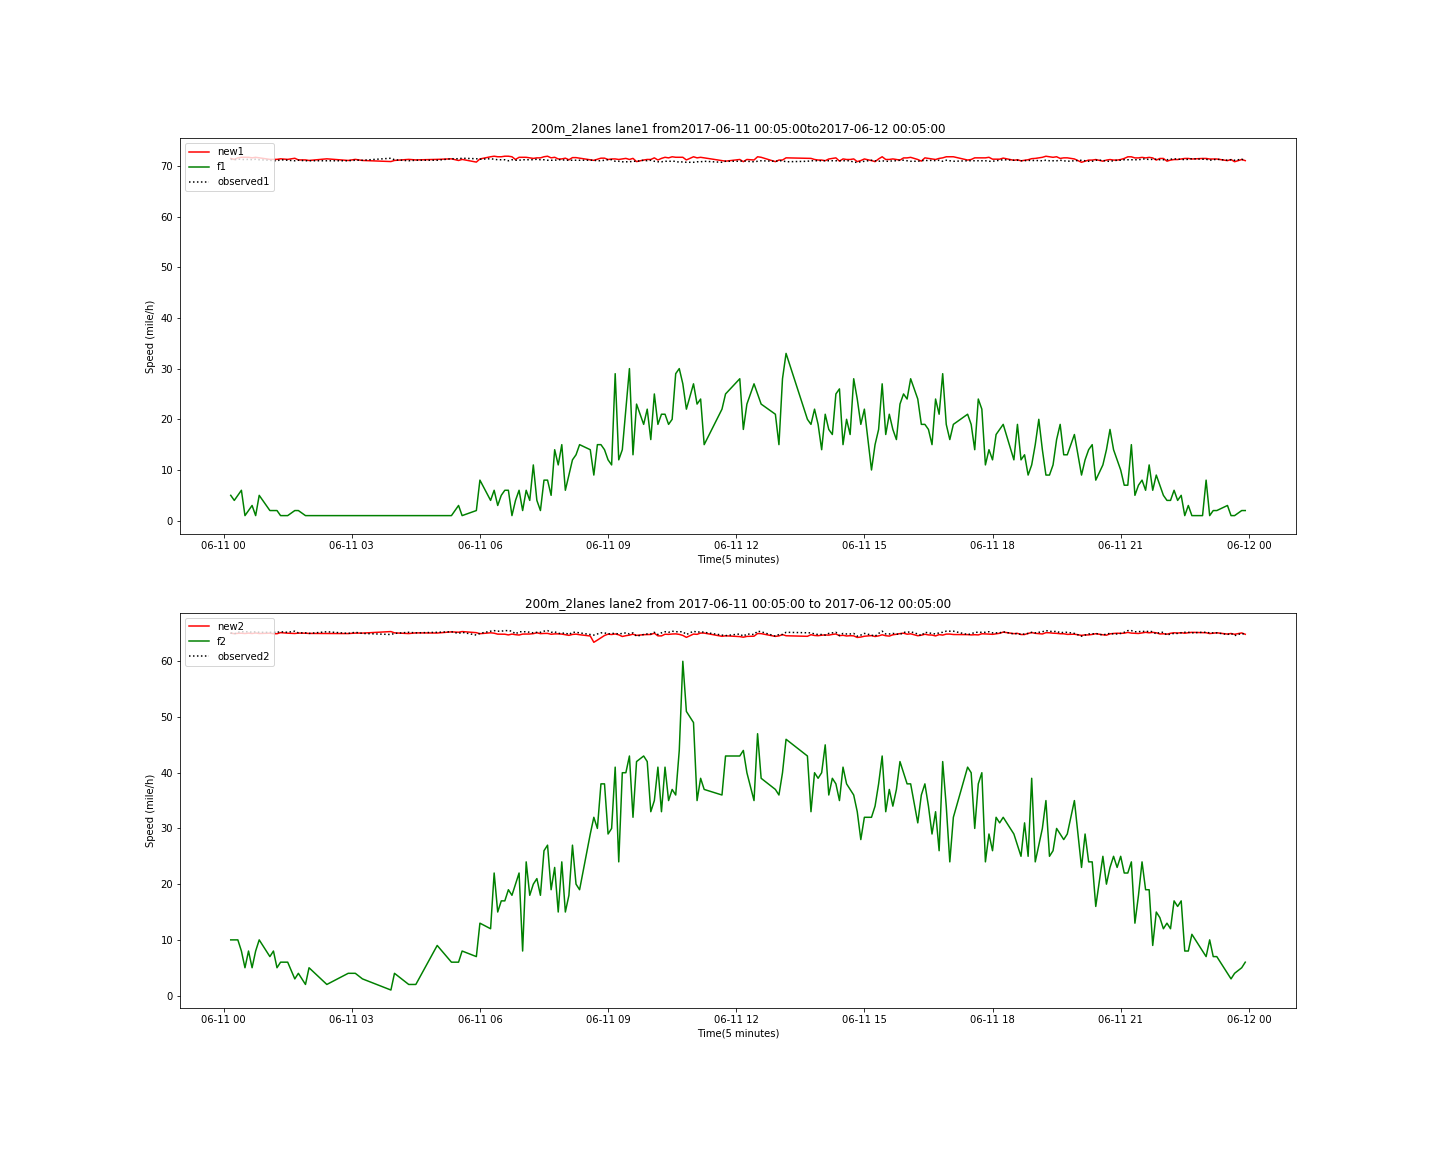 200m_2lanes lane1 from2017-06-11 00:05:00to2017-06-12 00:05:00
new1
f1
observed1
70
60
50
40
30
20
10
0
Speed (mile/h)
06-11 00 06-11 03 06-11 06 06-11 09 06-11 12 06-11 15 06-11 18 06-11 21 06-12 00
Time(5 minutes)
200m_2lanes lane2 from 2017-06-11 00:05:00 to 2017-06-12 00:05:00
new2
f2
observed2
60
50
40
30
20
10
0
Speed (mile/h)
06-11 00 06-11 03 06-11 06 06-11 09 06-11 12 06-11 15 06-11 18 06-11 21 06-12 00
Time(5 minutes)